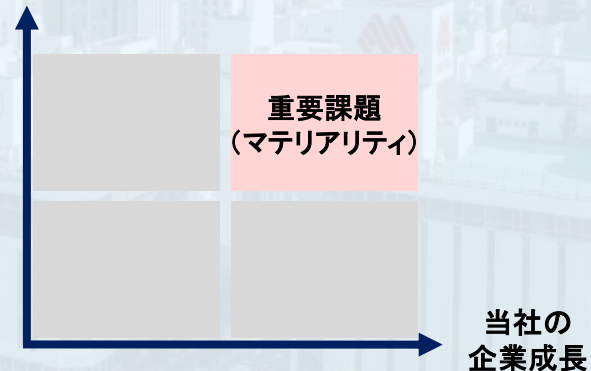 重要課題
（マテリアリティ）
当社の
企業成長